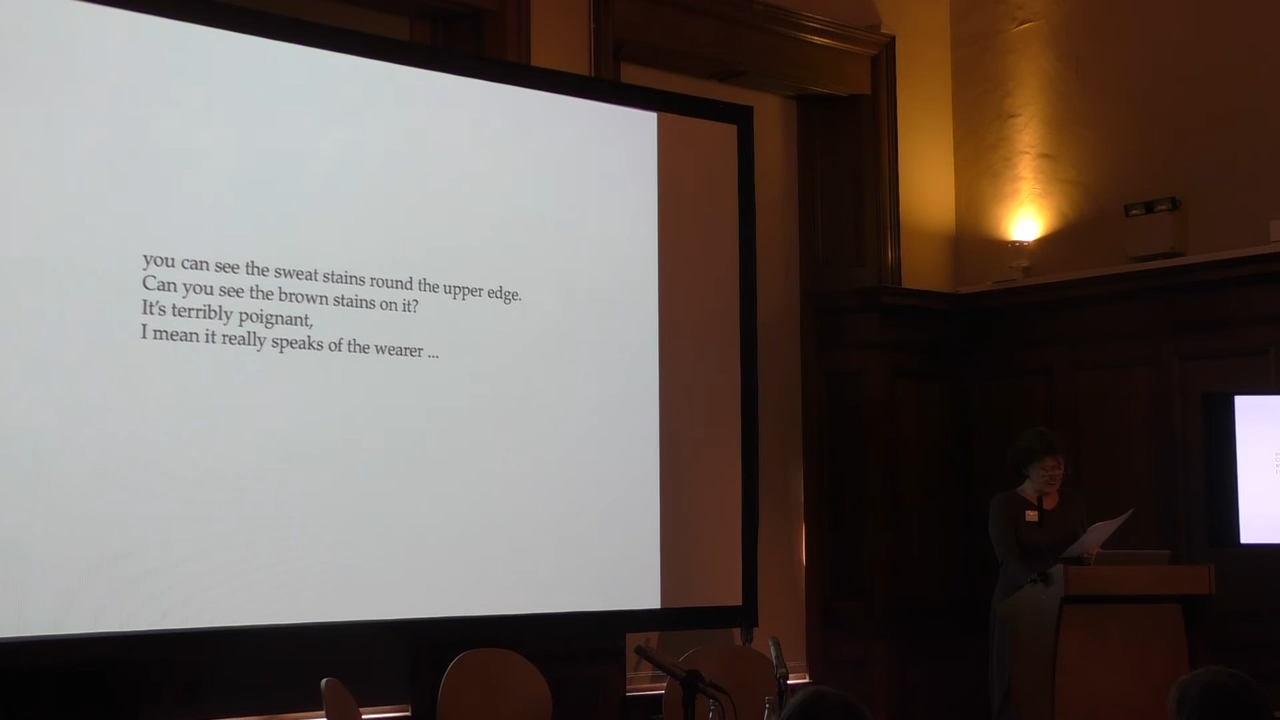 you can see the sweat stains round the upper edge.
Can you see the brown stains on it?
It's terribly poignant,
I mean it really speaks of the wearer ...